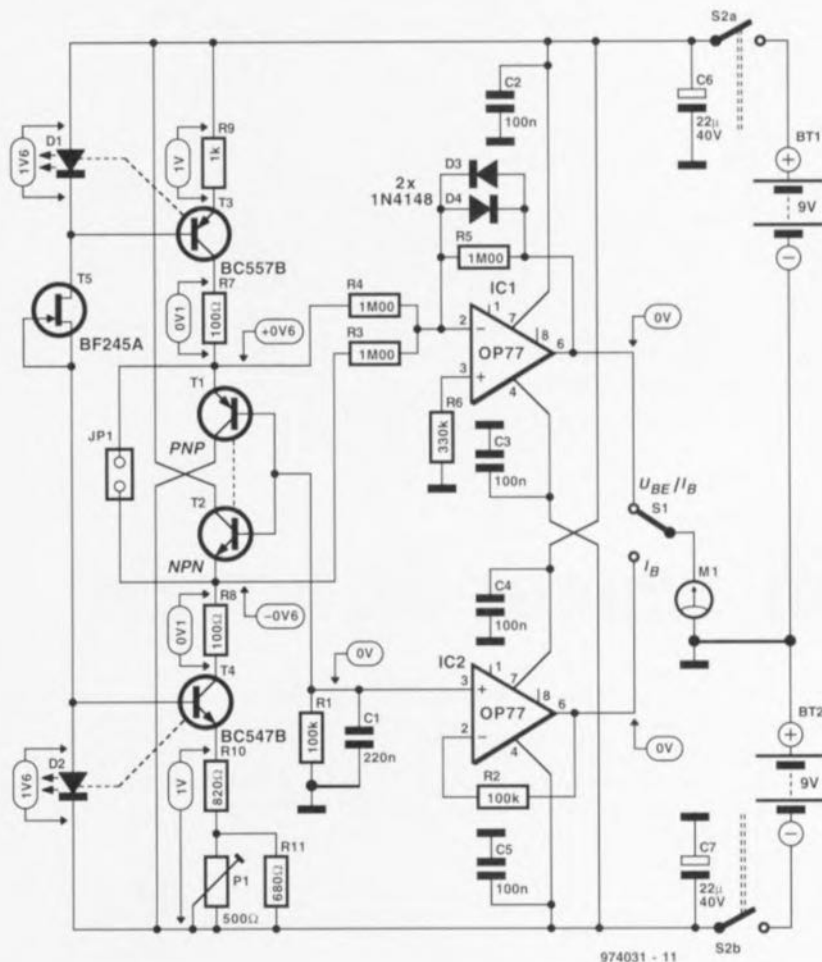 S2a
C2
100n
C6
22µ
40V
BT1
9V
D1
1V6
1V
R9
1k
T3
BC557B
D3
2x
1N4148
D4
R5
1M00
T5
BF245A
R7
0V1
100Ω
+0V6
R4
1M00
R3
1M00
IC1
1
7
2
8
6
OP77
3
4
0V
R6
330k
C3
100n
T1
PNP
JP1
T2
NPN
UBE/IB
S1
IB
M1
C4
100n
R8
0V1
100Ω
-0V6
T4
BC547B
0V
IC2
1
7
3
8
6
OP77
2
4
0V
BT2
9V
R1
100k
C1
220n
R2
100k
D2
1V6
1V
R10
820Ω
R11
680Ω
P1
500Ω
C5
100n
C7
22µ
40V
S2b
974031 - 11